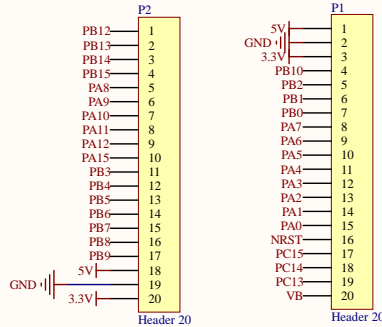 P2
PB12 1
PB13 2
PB14 3
PB15 4
PA8 5
PA9 6
PA10 7
PA11 8
PA12 9
PA15 10
PB3 11
PB4 12
PB5 13
PB6 14
PB7 15
PB8 16
PB9 17
5V 18
GND 19
3.3V 20
Header 20
P1
5V 1
GND 2
3.3V 3
PB10 4
PB2 5
PB1 6
PB0 7
PA7 8
PA6 9
PA5 10
PA4 11
PA3 12
PA2 13
PA1 14
PA0 15
NRST 16
PC15 17
PC14 18
PC13 19
VB 20
Header 20